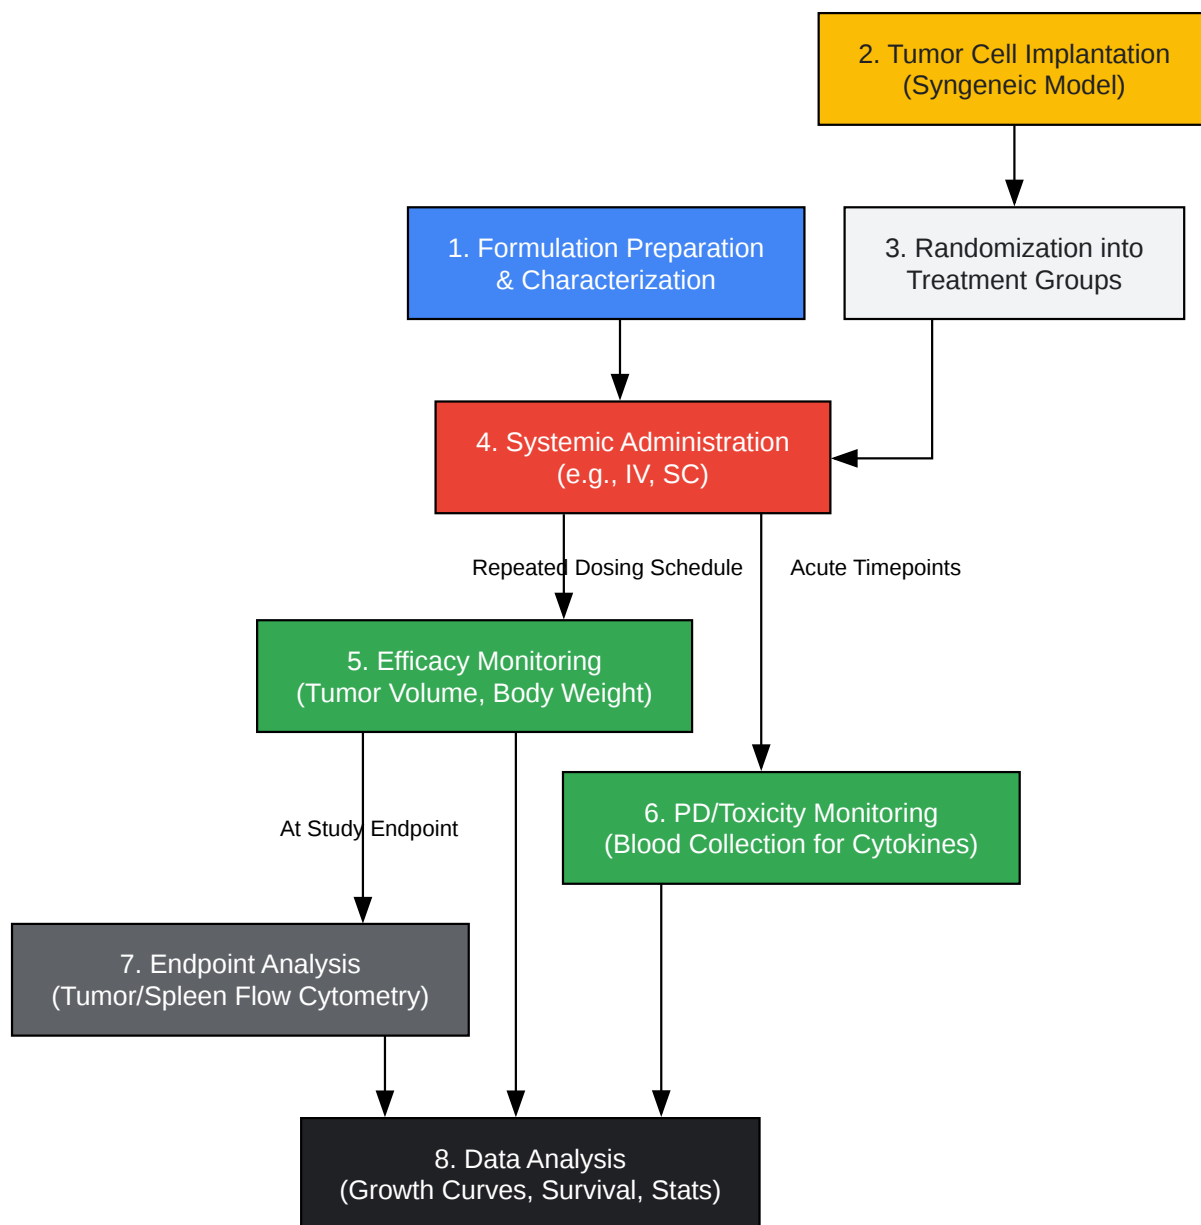 2. Tumor Cell Implantation
(Syngeneic Model)
1. Formulation Preparation
& Characterization
3. Randomization into
Treatment Groups
4. Systemic Administration
(e.g., IV, SC)
Repeated Dosing Schedule
Acute Timepoints
5. Efficacy Monitoring
(Tumor Volume, Body Weight)
6. PD/Toxicity Monitoring
(Blood Collection for Cytokines)
At Study Endpoint
7. Endpoint Analysis
(Tumor/Spleen Flow Cytometry)
8. Data Analysis
(Growth Curves, Survival, Stats)